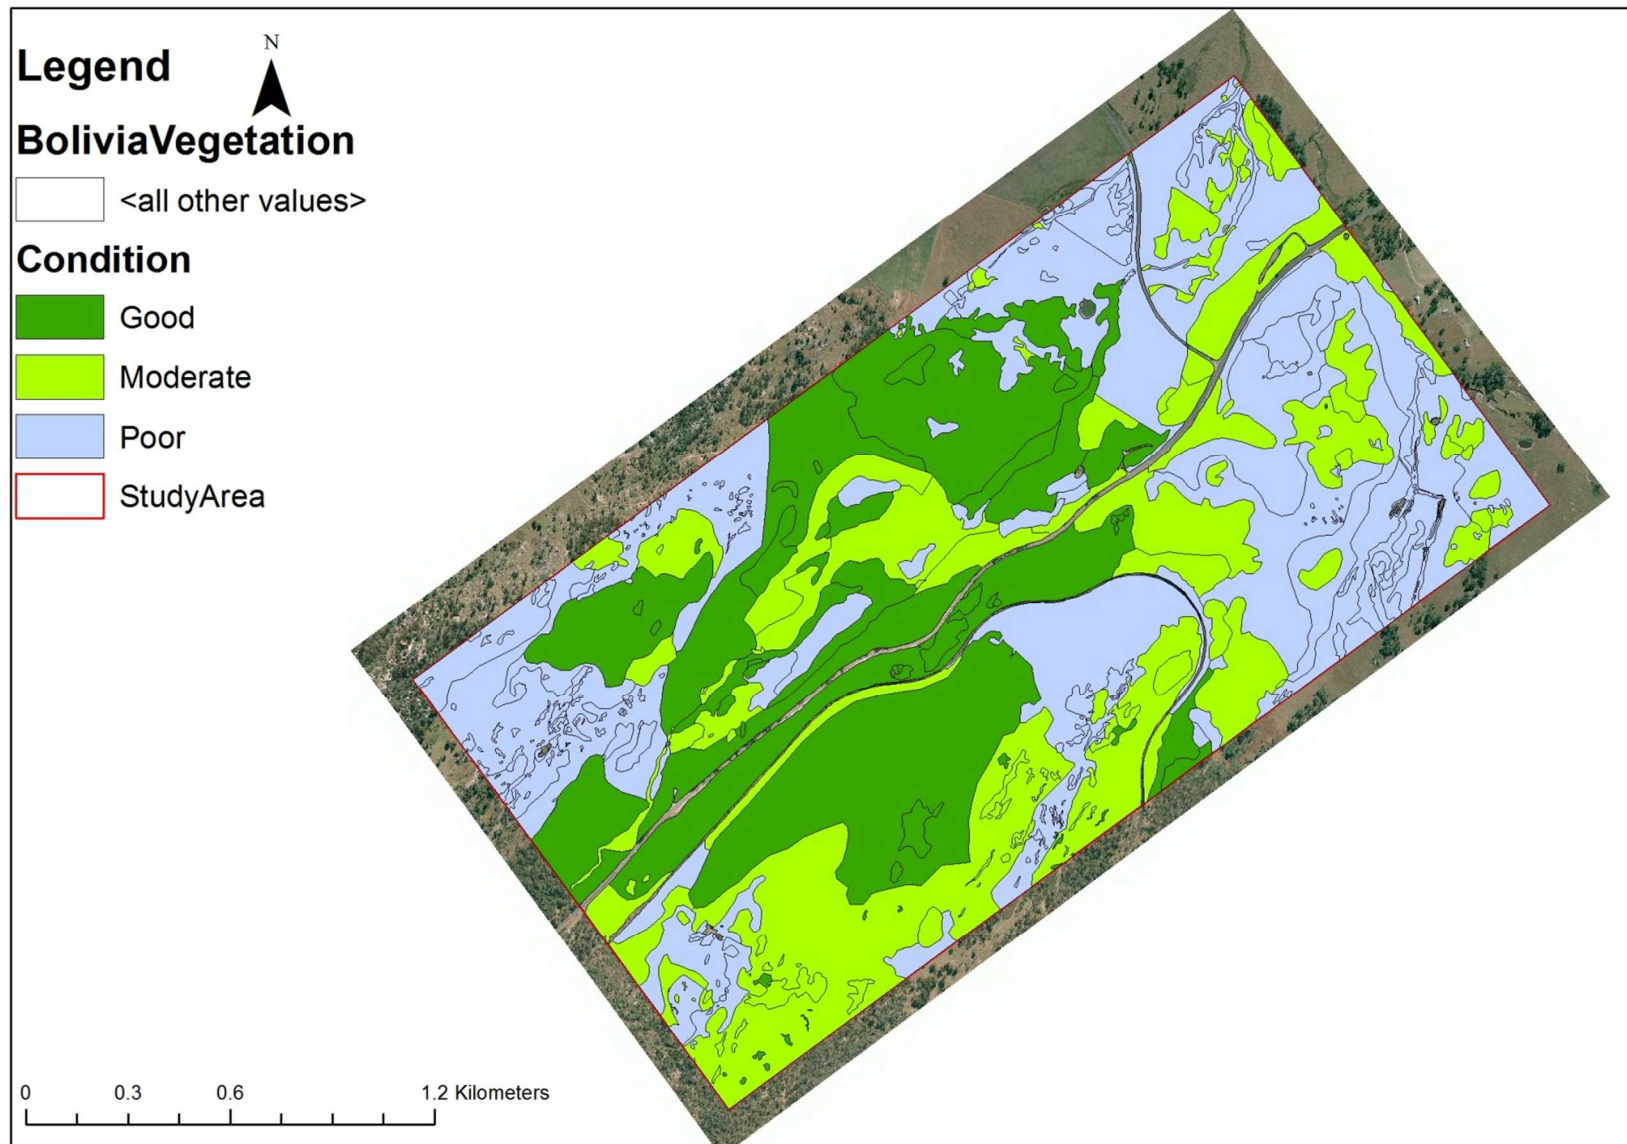 N
Legend
BoliviaVegetation
<all other values>
Condition
Good
Moderate
Poor
StudyArea
0 0.3 0.6 1.2 Kilometers